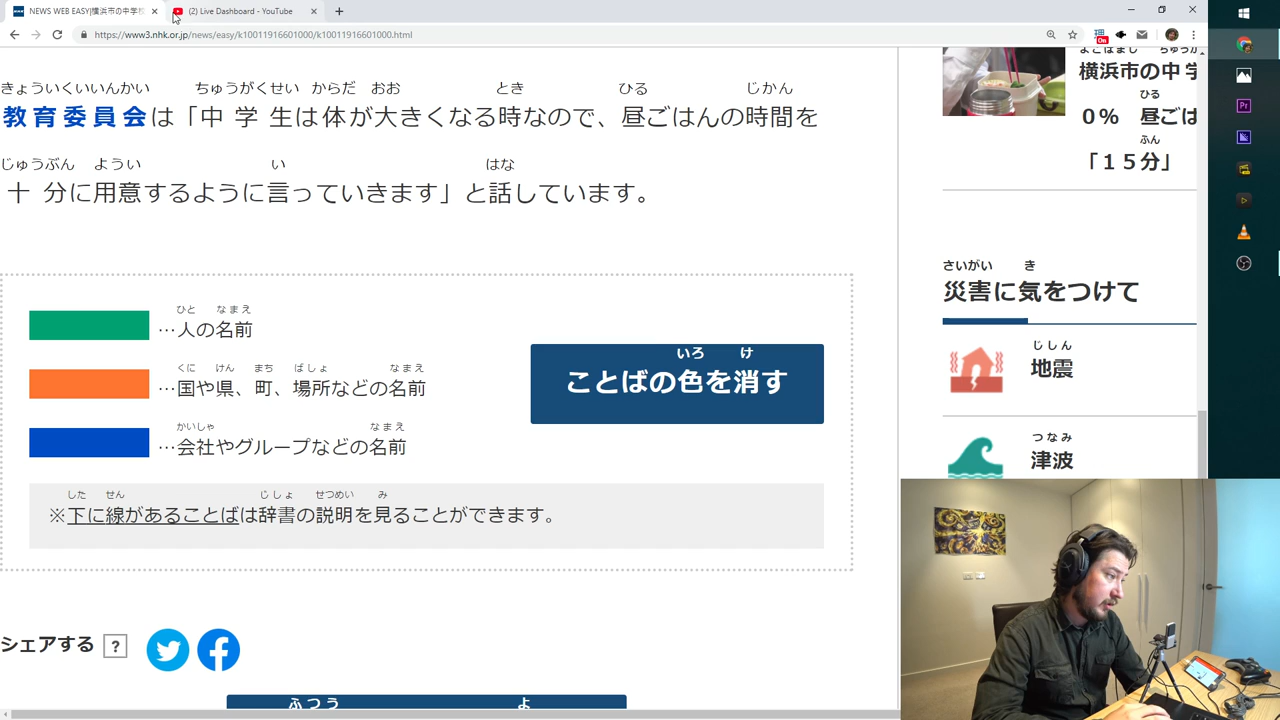 NEWS WEB EASY|横浜市の中学校
(2) Live Dashboard - YouTube
https://www3.nhk.or.jp/news/easy/k10011916601000/k10011916601000.html
On
きょういくいいんかい ちゅうがくせい からだ おお とき ひる じかん
教育委員会は「中学生は体が大きくなる時なので、昼ごはんの時間を
じゅうぶん ようい い はな
十分に用意するように言っていきます」と話しています。
ひと なまえ
…人の名前
くに けん まち ばしょ なまえ
…国や県、町、場所などの名前
かいしゃ なまえ
…会社やグループなどの名前
いろ け
ことばの色を消す
した せん じしょ せつめい み
※下に線があることばは辞書の説明を見ることができます。
シェアする ?
ふつう よ
よこはまし ちゅうが
横浜市の中学
ひる
0% 昼ごは
ふん
「15分」
さいがい き
災害に気をつけて
じしん
地震
つなみ
津波
Pr